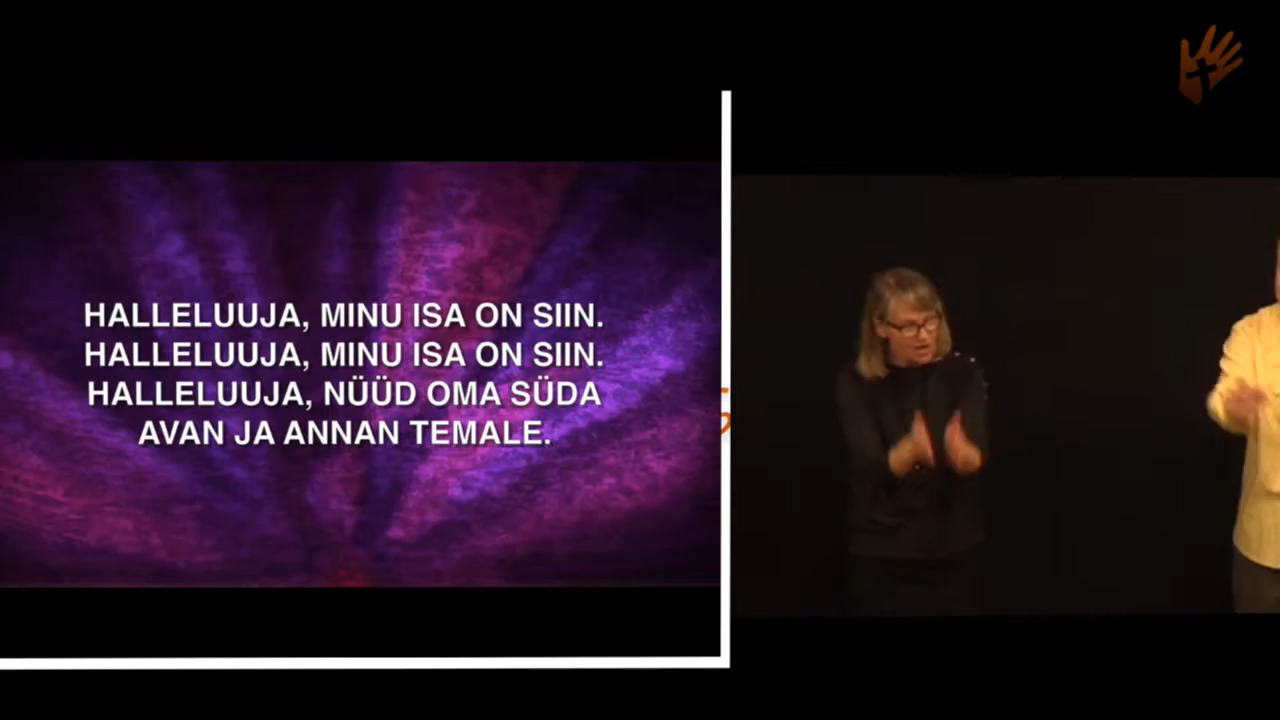 HALLELUUJA, MINU ISA ON SIIN.
HALLELUUJA, MINU ISA ON SIIN.
HALLELUUJA, NÜÜD OMA SÜDA
AVAN JA ANNAN TEMALE.